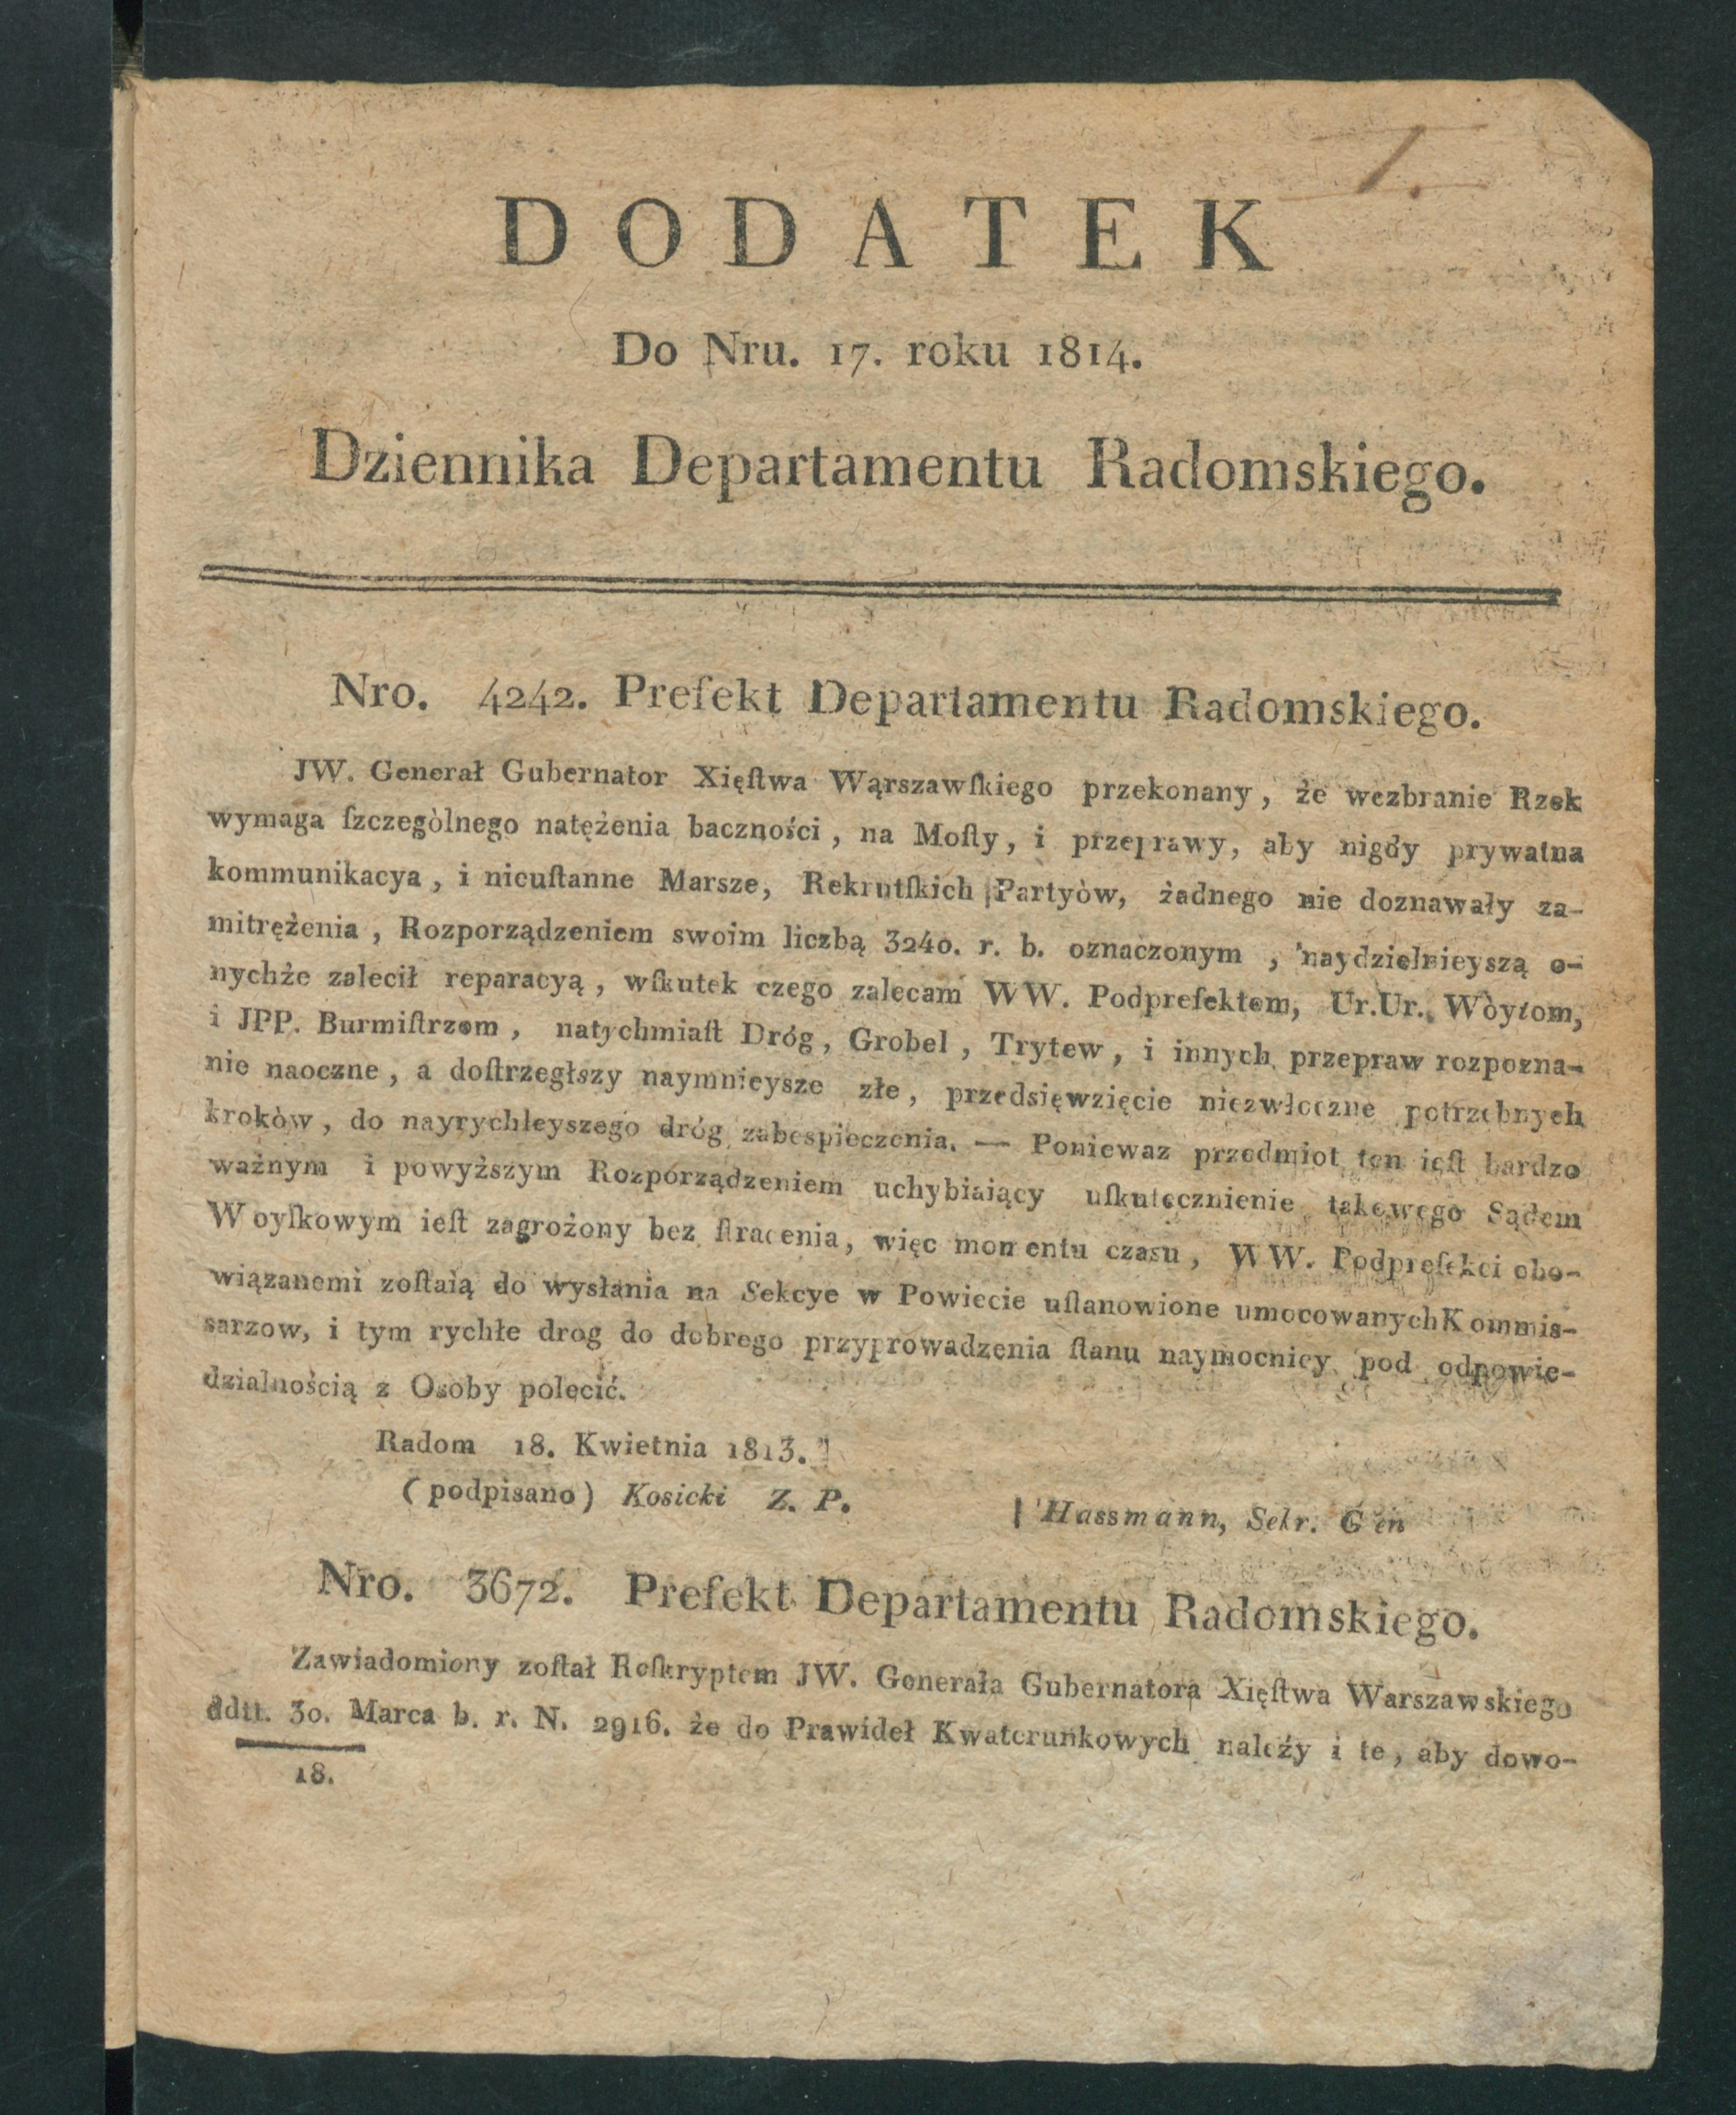 1.
DODATEK
Do Nru. 17. roku 1814.
Dziennika Departamentu Radomskiego.
Nro. 4242. Prefekt Departamentu Radomskiego.
JW. Generał Gubernator Xięſtwa Wąrszawſkiego przekonany, że wezbranie Rzek
wymaga ſzczegòlnego natężenia baczności, na Moſty, i przeprawy, aby nigdy prywatna
kommunikacya, i nieuſtanne Marsze, Rekrutſkich Partyòw, żadnego nie doznawały za-
mitrężenia, Rozporządzeniem swoim liczbą 3240. r. b. oznaczonym, naydzielnieyszą o-
nychże zalecił reparacyą, wſkutek czego zalecam WW. Podprefektom, Ur.Ur. Wòytom,
i JPP. Burmiſtrzom, natychmiaſt Dróg, Grobel, Trytew, i innych przepraw rozpozna-
nie naoczne, a doſtrzegłszy naymnieysze złe, przedsięwzięcie niezwłoczne potrzebnych
krokòw, do nayrychleyszego dróg zabespieczenia. — Poniewaz przedmiot ten ieſt bardzo
ważnym i powyższym Rozporządzeniem uchybiaiący uſkutecznienie takowego Sądem
Woyſkowym ieſt zagrożony bez ſtracenia, więc momentu czasu, WW. Podprefekci obo-
wiązanemi zoſtaią do wysłania na Sekcye w Powiecie uſtanowione umocowanych Kommis-
sarzow, i tym rychłe drog do dobrego przyprowadzenia ſtanu naymocniey pod odpowie-
dzialnością z Osoby polecić.
Radom 18. Kwietnia 1813.
(podpisano) Kosicki Z. P.
Hassmann, Sekr. Gen
Nro. 3672. Prefekt Departamentu Radomskiego.
Zawiadomiony zoſtał Reſkryptem JW. Generała Gubernatora Xięſtwa Warszawskiego
ddtt. 30. Marca b. r. N. 2916. że do Prawideł Kwaterunkowych należy i te, aby dowo-
18.